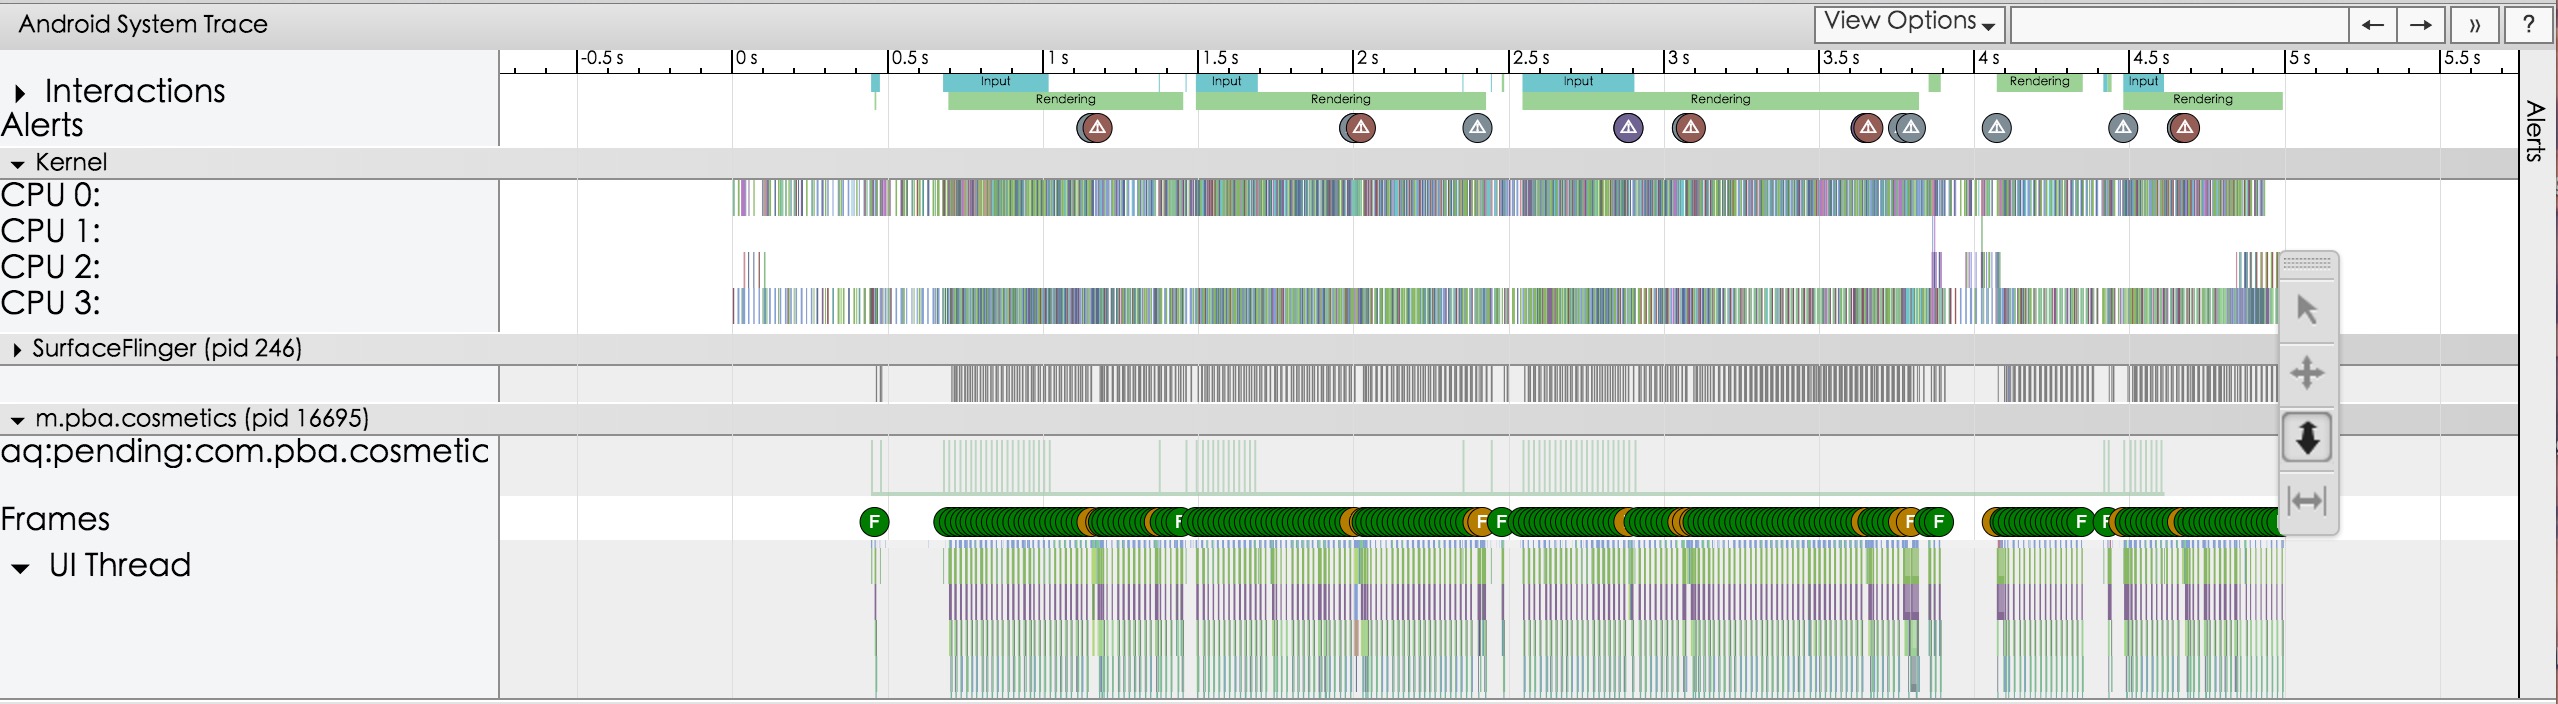 Android System Trace View Options ← → » ?
-0.5 s 0 s 0.5 s 1 s 1.5 s 2 s 2.5 s 3 s 3.5 s 4 s 4.5 s 5 s 5.5 s
Interactions Input Input Input Rendering Input
Rendering Rendering Rendering Rendering
Alerts
Alerts
Kernel
CPU 0:
CPU 1:
CPU 2:
CPU 3:
SurfaceFlinger (pid 246)
m.pba.cosmetics (pid 16695)
aq:pending:com.pba.cosmetic
Frames F F F F F F F F
UI Thread